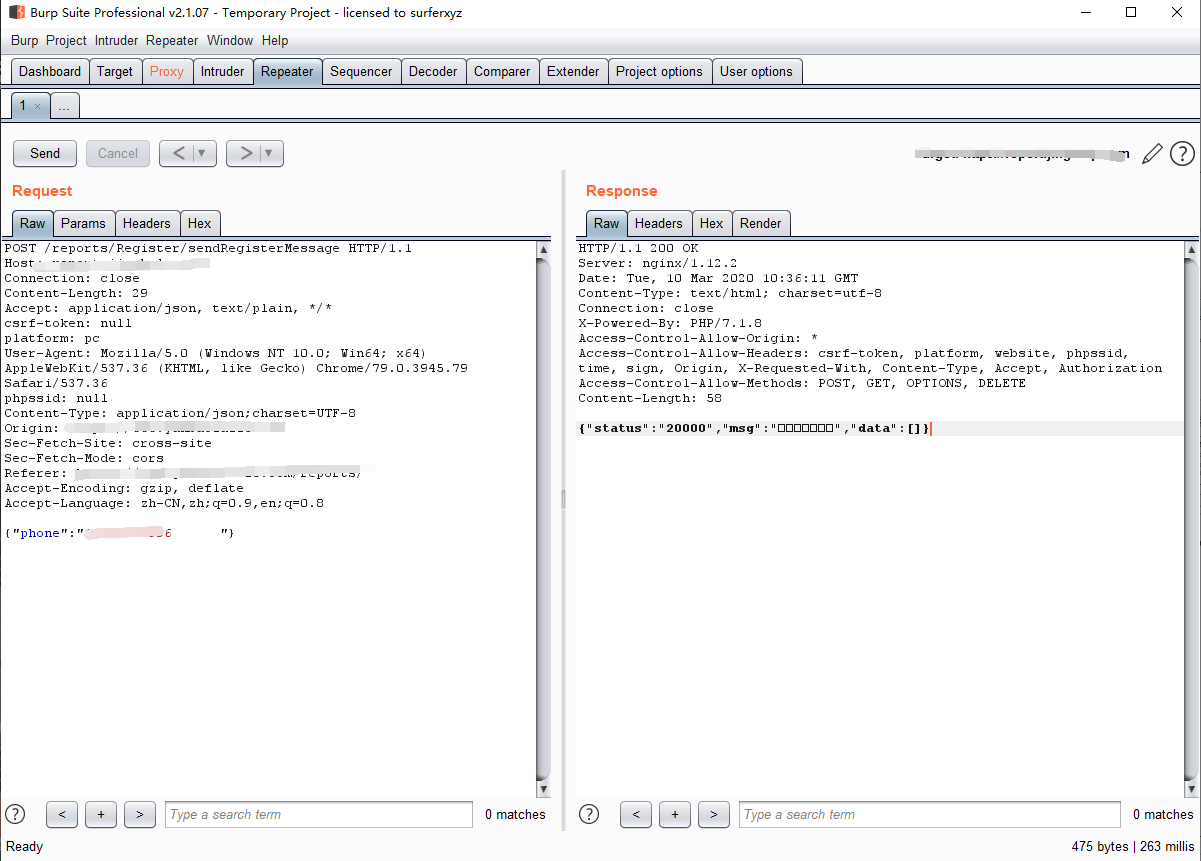 Burp Suite Professional v2.1.07 - Temporary Project - licensed to surferxyz
Burp Project Intruder Repeater Window Help
Dashboard Target Proxy Intruder Repeater Sequencer Decoder Comparer Extender Project options User options
1 × ...
Send Cancel < ▼ > ▼ ?
Request
Raw Params Headers Hex
POST /reports/Register/sendRegisterMessage HTTP/1.1
Host:
Connection: close
Content-Length: 29
Accept: application/json, text/plain, */*
csrf-token: null
platform: pc
User-Agent: Mozilla/5.0 (Windows NT 10.0; Win64; x64)
AppleWebKit/537.36 (KHTML, like Gecko) Chrome/79.0.3945.79
Safari/537.36
phpssid: null
Content-Type: application/json;charset=UTF-8
Origin:
Sec-Fetch-Site: cross-site
Sec-Fetch-Mode: cors
Referer: /reports/
Accept-Encoding: gzip, deflate
Accept-Language: zh-CN,zh;q=0.9,en;q=0.8
{"phone":" "}
? < + > Type a search term 0 matches
Response
Raw Headers Hex Render
HTTP/1.1 200 OK
Server: nginx/1.12.2
Date: Tue, 10 Mar 2020 10:36:11 GMT
Content-Type: text/html; charset=utf-8
Connection: close
X-Powered-By: PHP/7.1.8
Access-Control-Allow-Origin: *
Access-Control-Allow-Headers: csrf-token, platform, website, phpssid,
time, sign, Origin, X-Requested-With, Content-Type, Accept, Authorization
Access-Control-Allow-Methods: POST, GET, OPTIONS, DELETE
Content-Length: 58
{"status":"20000","msg":"□□□□□□□","data":[]}
? < + > Type a search term 0 matches
Ready
475 bytes | 263 millis